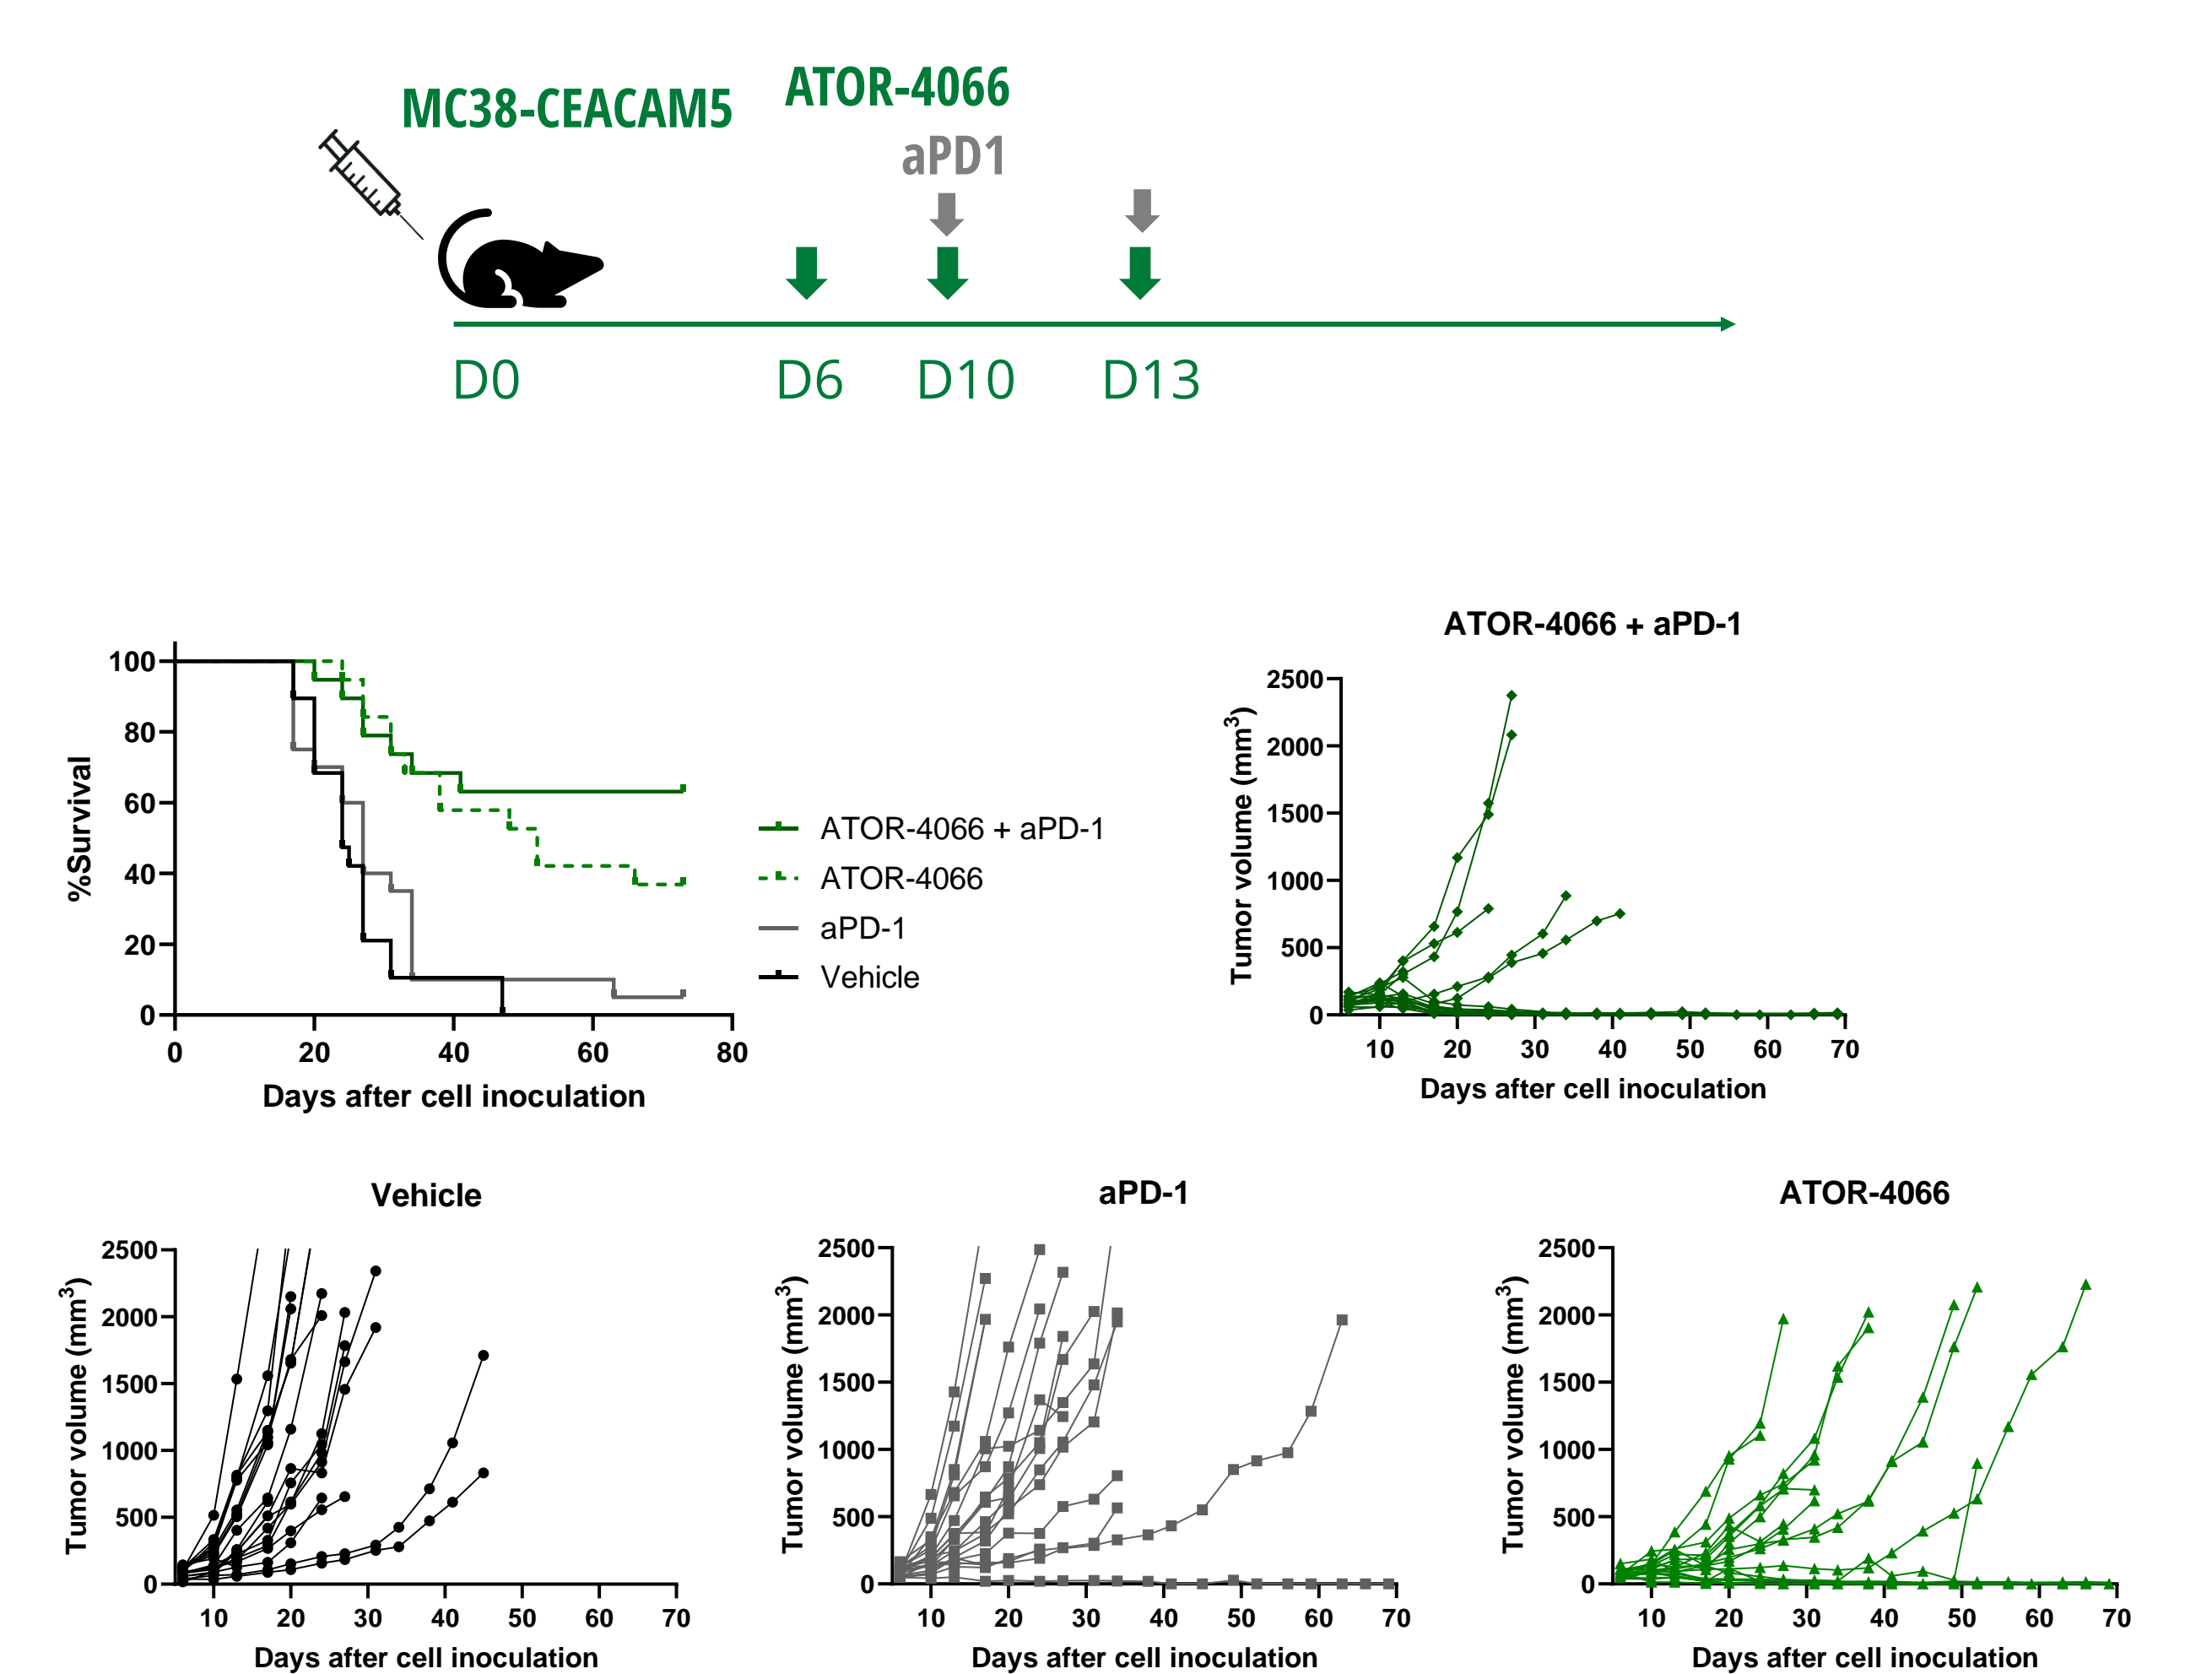 MC38-CEACAM5
ATOR-4066
aPD1
D0 D6 D10 D13
%Survival
100
80
60
40
20
0
0 20 40 60 80
Days after cell inoculation
ATOR-4066 + aPD-1
ATOR-4066
aPD-1
Vehicle
ATOR-4066 + aPD-1
Tumor volume (mm³)
2500
2000
1500
1000
500
0
10 20 30 40 50 60 70
Days after cell inoculation
Vehicle
Tumor volume (mm³)
2500
2000
1500
1000
500
0
10 20 30 40 50 60 70
Days after cell inoculation
aPD-1
Tumor volume (mm³)
2500
2000
1500
1000
500
0
10 20 30 40 50 60 70
Days after cell inoculation
ATOR-4066
Tumor volume (mm³)
2500
2000
1500
1000
500
0
10 20 30 40 50 60 70
Days after cell inoculation